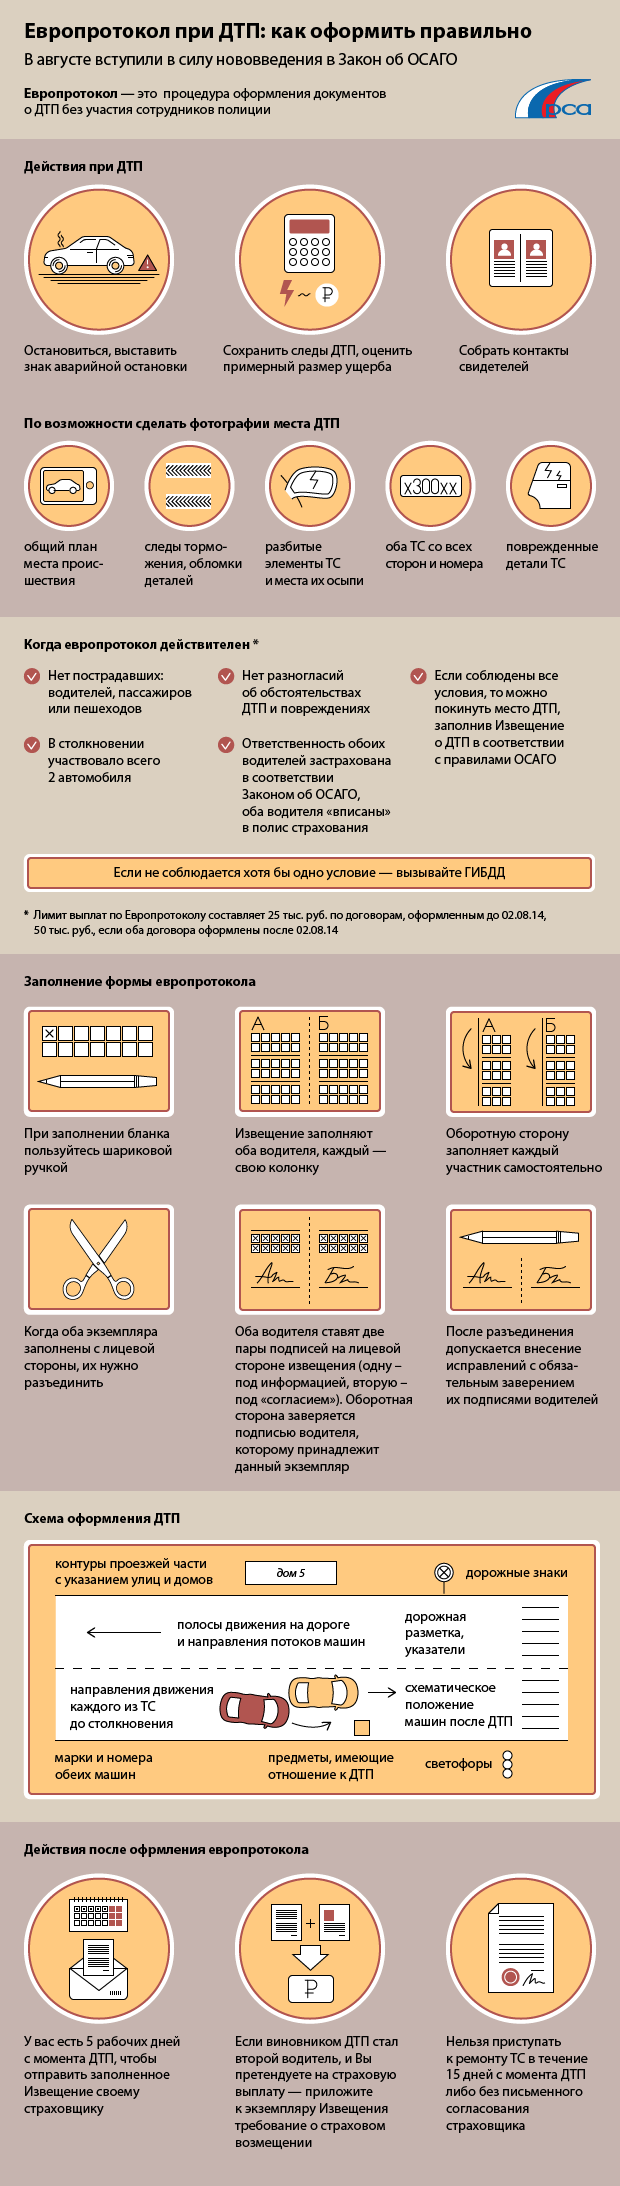 Европротокол при ДТП: как оформить правильно
В августе вступили в силу нововведения в Закон об ОСАГО
Европротокол — это процедура оформления документов
о ДТП без участия сотрудников полиции
рса
Действия при ДТП
Остановиться, выставить
знак аварийной остановки
Сохранить следы ДТП, оценить
примерный размер ущерба
Собрать контакты
свидетелей
По возможности сделать фотографии места ДТП
х300хх
общий план
места проис-
шествия
следы тормо-
жения, обломки
деталей
разбитые
элементы ТС
и места их осыпи
оба ТС со всех
сторон и номера
поврежденные
детали ТС
Когда европротокол действителен *
Нет пострадавших:
водителей, пассажиров
или пешеходов
В столкновении
участвовало всего
2 автомобиля
Нет разногласий
об обстоятельствах
ДТП и повреждениях
Ответственность обоих
водителей застрахована
в соответствии
Законом об ОСАГО,
оба водителя «вписаны»
в полис страхования
Если соблюдены все
условия, то можно
покинуть место ДТП,
заполнив Извещение
о ДТП в соответствии
с правилами ОСАГО
Если не соблюдается хотя бы одно условие — вызывайте ГИБДД
* Лимит выплат по Европротоколу составляет 25 тыс. руб. по договорам, оформленным до 02.08.14,
50 тыс. руб., если оба договора оформлены после 02.08.14
Заполнение формы европротокола
А Б
А Б
При заполнении бланка
пользуйтесь шариковой
ручкой
Извещение заполняют
оба водителя, каждый —
свою колонку
Оборотную сторону
заполняет каждый
участник самостоятельно
Когда оба экземпляра
заполнены с лицевой
стороны, их нужно
разъединить
Оба водителя ставят две
пары подписей на лицевой
стороне извещения (одну –
под информацией, вторую –
под «согласием»). Оборотная
сторона заверяется
подписью водителя,
которому принадлежит
данный экземпляр
После разъединения
допускается внесение
исправлений с обяза-
тельным заверением
их подписями водителей
Схема оформления ДТП
контуры проезжей части
с указанием улиц и домов
дом 5
дорожные знаки
полосы движения на дороге
и направления потоков машин
дорожная
разметка,
указатели
направления движения
каждого из ТС
до столкновения
схематическое
положение
машин после ДТП
марки и номера
обеих машин
предметы, имеющие
отношение к ДТП
светофоры
Действия после офрмления европротокола
У вас есть 5 рабочих дней
с момента ДТП, чтобы
отправить заполненное
Извещение своему
страховщику
Если виновником ДТП стал
второй водитель, и Вы
претендуете на страховую
выплату — приложите
к экземпляру Извещения
требование о страховом
возмещении
Нельзя приступать
к ремонту ТС в течение
15 дней с момента ДТП
либо без письменного
согласования
страховщика